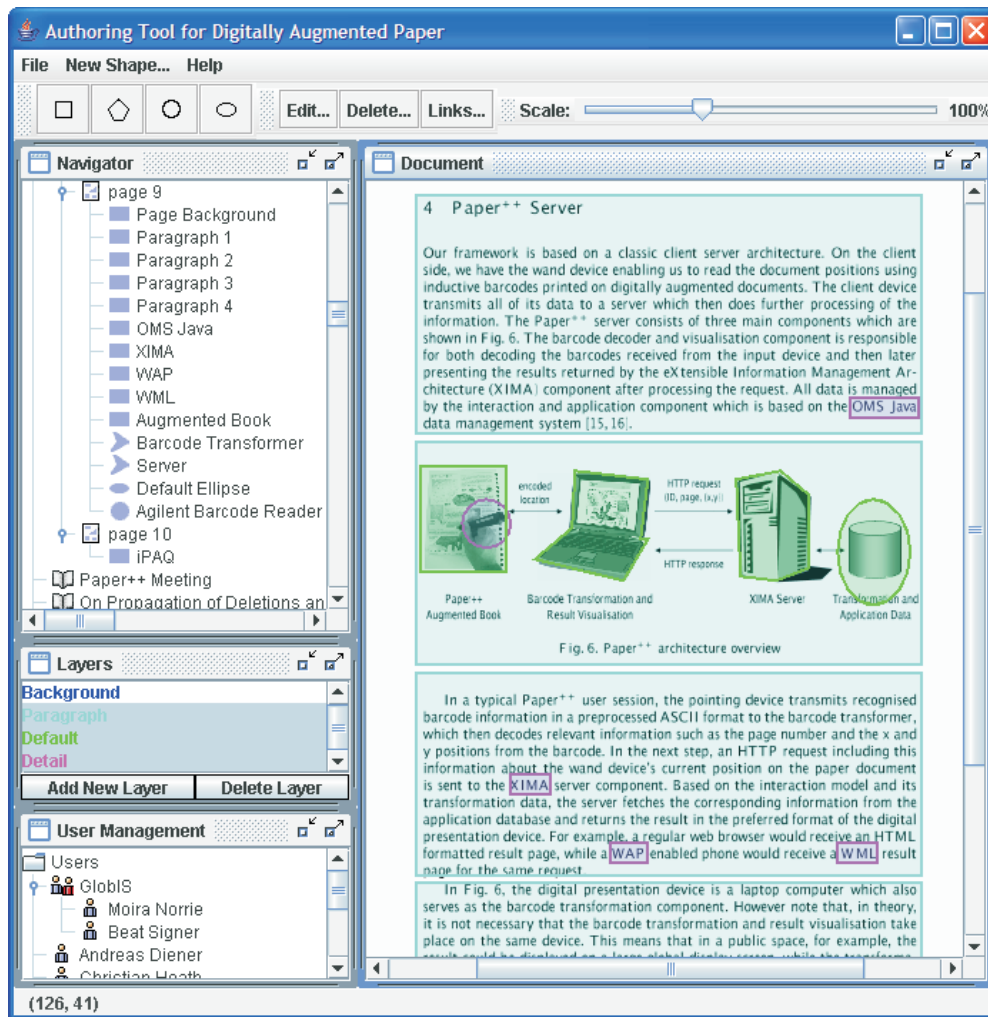 Authoring Tool for Digitally Augmented Paper
File New Shape... Help
Edit... Delete... Links... Scale: 100%
Navigator
page 9
Page Background
Paragraph 1
Paragraph 2
Paragraph 3
Paragraph 4
OMS Java
XIMA
WAP
WML
Augmented Book
Barcode Transformer
Server
Default Ellipse
Agilent Barcode Reader
page 10
iPAQ
Paper++ Meeting
On Propagation of Deletions an
Layers
Background
Paragraph
Default
Detail
Add New Layer Delete Layer
User Management
Users
GlobIS
Moira Norrie
Beat Signer
Andreas Diener
Christian Heath
(126, 41)
Document
4 Paper++ Server
Our framework is based on a classic client server architecture. On the client
side, we have the wand device enabling us to read the document positions using
inductive barcodes printed on digitally augmented documents. The client device
transmits all of its data to a server which then does further processing of the
information. The Paper++ server consists of three main components which are
shown in Fig. 6. The barcode decoder and visualisation component is responsible
for both decoding the barcodes received from the input device and then later
presenting the results returned by the eXtensible Information Management Ar-
chitecture (XIMA) component after processing the request. All data is managed
by the interaction and application component which is based on the OMS Java
data management system [15,16].
encoded
location
HTTP request
(ID, page, (x,y))
HTTP response
Paper++
Augmented Book
Barcode Transformation and
Result Visualisation
XIMA Server
Transformation and
Application Data
Fig. 6. Paper++ architecture overview
In a typical Paper++ user session, the pointing device transmits recognised
barcode information in a preprocessed ASCII format to the barcode transformer,
which then decodes relevant information such as the page number and the x and
y positions from the barcode. In the next step, an HTTP request including this
information about the wand device's current position on the paper document
is sent to the XIMA server component. Based on the interaction model and its
transformation data, the server fetches the corresponding information from the
application database and returns the result in the preferred format of the digital
presentation device. For example, a regular web browser would receive an HTML
formatted result page, while a WAP enabled phone would receive a WML result
page for the same request.
In Fig. 6, the digital presentation device is a laptop computer which also
serves as the barcode transformation component. However note that, in theory,
it is not necessary that the barcode transformation and result visualisation take
place on the same device. This means that in a public space, for example, the
result could be displayed on a large global display screen, while the transforma-